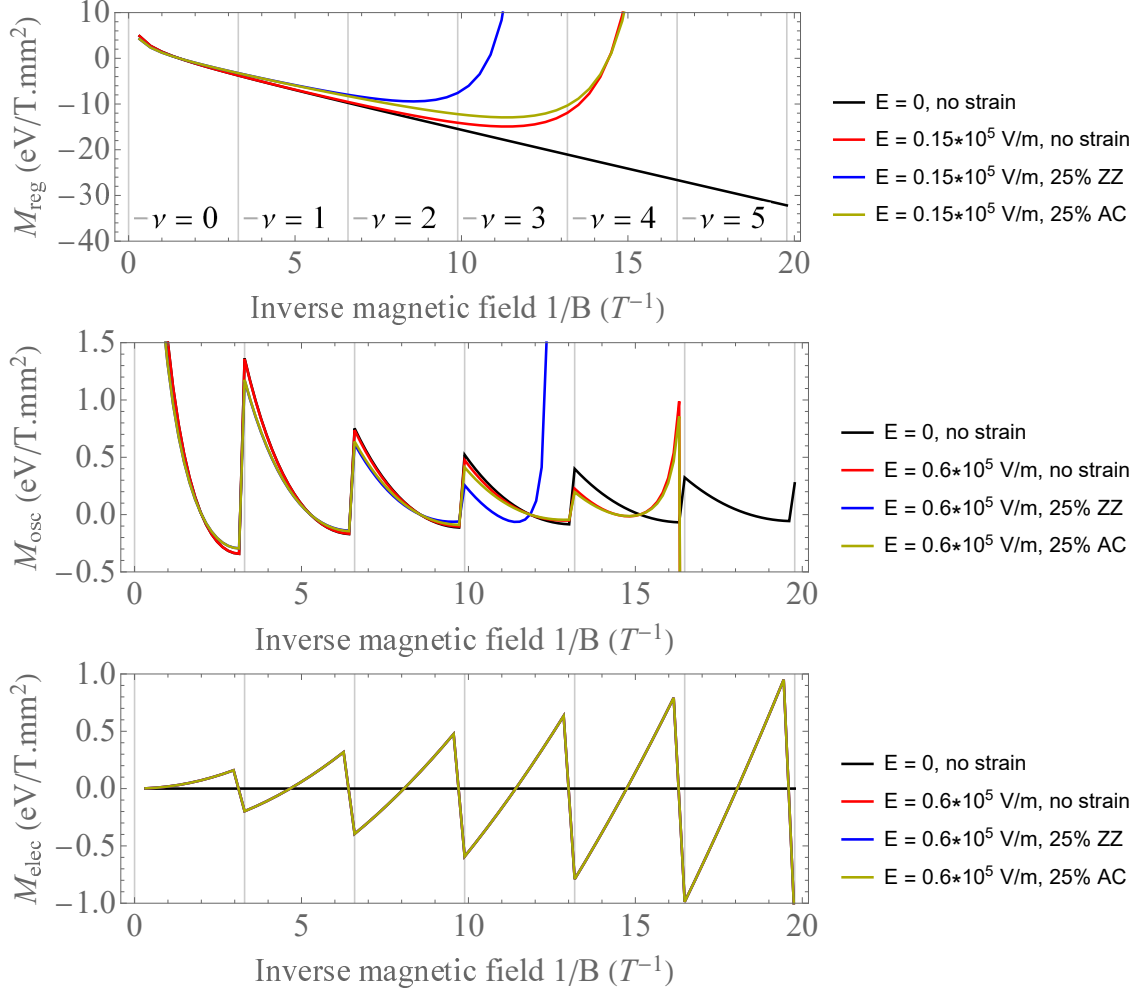 10
0
−10
−20
−30
−40
M_reg (eV/T.mm²)
ν = 0 ν = 1 ν = 2 ν = 3 ν = 4 ν = 5
0 5 10 15 20
Inverse magnetic field 1/B (T⁻¹)
E = 0, no strain
E = 0.15*10⁵ V/m, no strain
E = 0.15*10⁵ V/m, 25% ZZ
E = 0.15*10⁵ V/m, 25% AC
1.5
1.0
0.5
0.0
−0.5
M_osc (eV/T.mm²)
0 5 10 15 20
Inverse magnetic field 1/B (T⁻¹)
E = 0, no strain
E = 0.6*10⁵ V/m, no strain
E = 0.6*10⁵ V/m, 25% ZZ
E = 0.6*10⁵ V/m, 25% AC
1.0
0.5
0.0
−0.5
−1.0
M_elec (eV/T.mm²)
0 5 10 15 20
Inverse magnetic field 1/B (T⁻¹)
E = 0, no strain
E = 0.6*10⁵ V/m, no strain
E = 0.6*10⁵ V/m, 25% ZZ
E = 0.6*10⁵ V/m, 25% AC